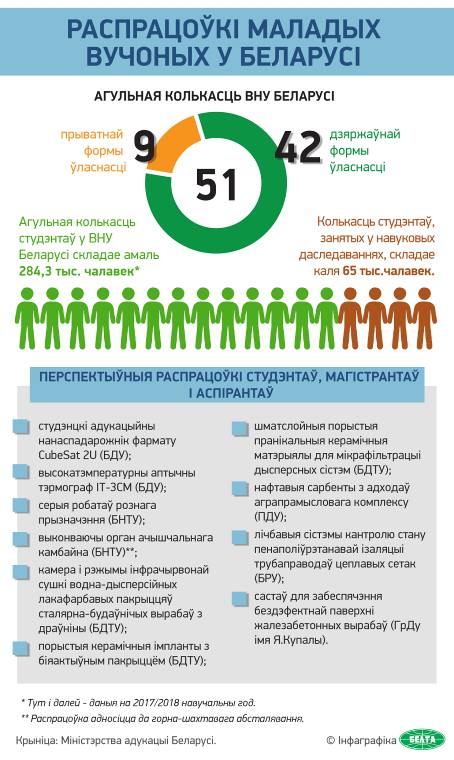 РАСПРАЦОЎКІ МАЛАДЫХ
ВУЧОНЫХ У БЕЛАРУСІ
АГУЛЬНАЯ КОЛЬКАСЦЬ ВНУ БЕЛАРУСІ
прыватнай
формы
ўласнасці
9
51
42
дзяржаўнай
формы
ўласнасці
Агульная колькасць
студэнтаў у ВНУ
Беларусі складае амаль
284,3 тыс. чалавек*
Колькасць студэнтаў,
занятых у навуковых
даследаваннях, складае
каля 65 тыс.чалавек.
ПЕРСПЕКТЫЎНЫЯ РАСПРАЦОЎКІ СТУДЭНТАЎ, МАГІСТРАНТАЎ
І АСПІРАНТАЎ
студэнцкі адукацыйны
нанаспадарожнік фармату
CubeSat 2U (БДУ);
высокатэмпературны аптычны
тэрмограф ІТ-3СМ (БДУ);
серыя робатаў рознага
прызначэння (БНТУ);
выконваючы орган ачышчальнага
камбайна (БНТУ)**;
камера і рэжымы інфрачырвонай
сушкі водна-дысперсійных
лакафарбавых пакрыццяў
сталярна-будаўнічых вырабаў з
драўніны (БДТУ);
порыстыя керамічныя імпланты з
біяактыўным пакрыццём (БДТУ);
шматслойныя порыстыя
пранікальныя керамічныя
матэрыялы для мікрафільтрацыі
дысперсных сістэм (БДТУ);
нафтавыя сарбенты з адходаў
аграпрамысловага комплексу
(ПДУ);
лічбавыя сістэмы кантролю стану
пенаполіўрэтанавай ізаляцыі
трубаправодаў цеплавых сетак
(БРУ);
састаў для забеспячэння
бездэфектнай паверхні
жалезабетонных вырабаў (ГрДУ
імя Я.Купалы).
* Тут і далей - даныя на 2017/2018 навучальны год.
** Распрацоўка адносіцца да горна-шахтавага абсталявання.
Крыніца: Міністэрства адукацыі Беларусі.
© Інфаграфіка БЕЛТА